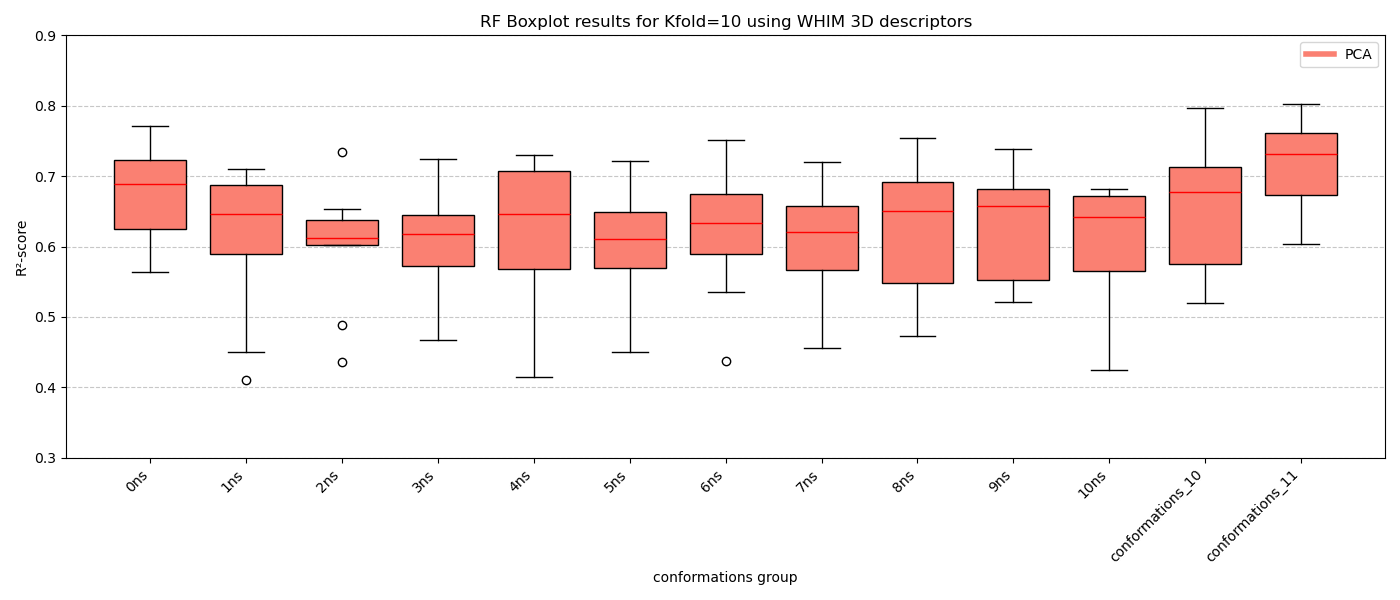 RF Boxplot results for Kfold=10 using WHIM 3D descriptors
PCA
R²-score
0.9
0.8
0.7
0.6
0.5
0.4
0.3
0ns
1ns
2ns
3ns
4ns
5ns
6ns
7ns
8ns
9ns
10ns
conformations_10
conformations_11
conformations group